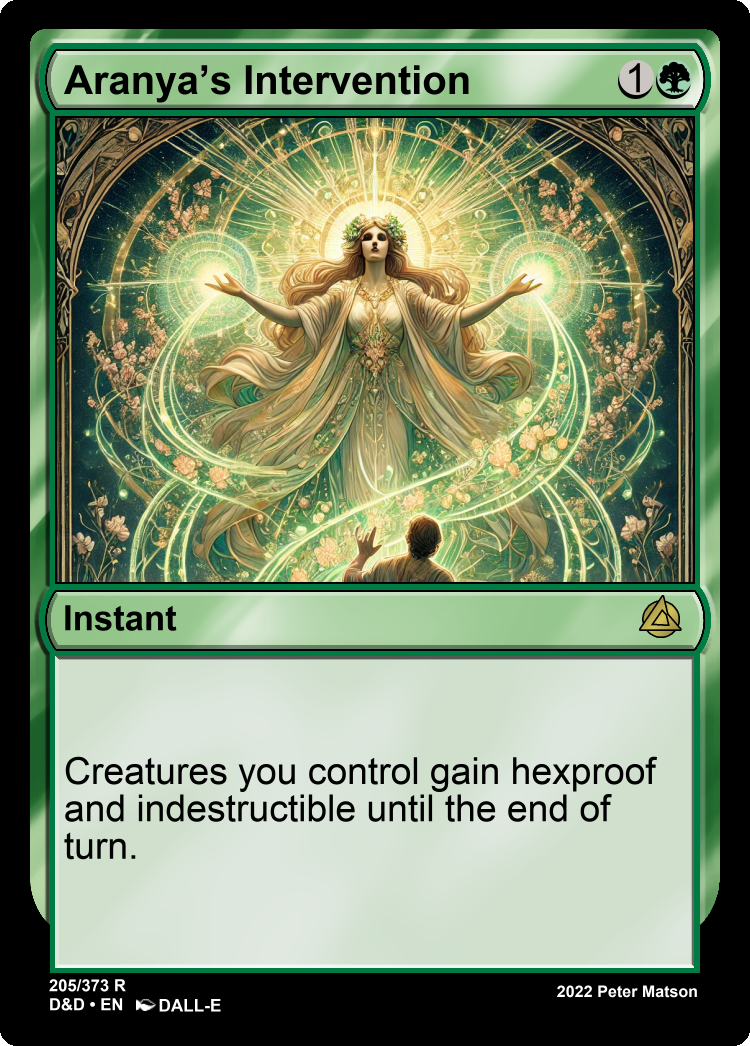 Aranya's Intervention 1
Instant
Creatures you control gain hexproof
and indestructible until the end of
turn.
205/373 R
D&D • EN DALL-E
2022 Peter Matson